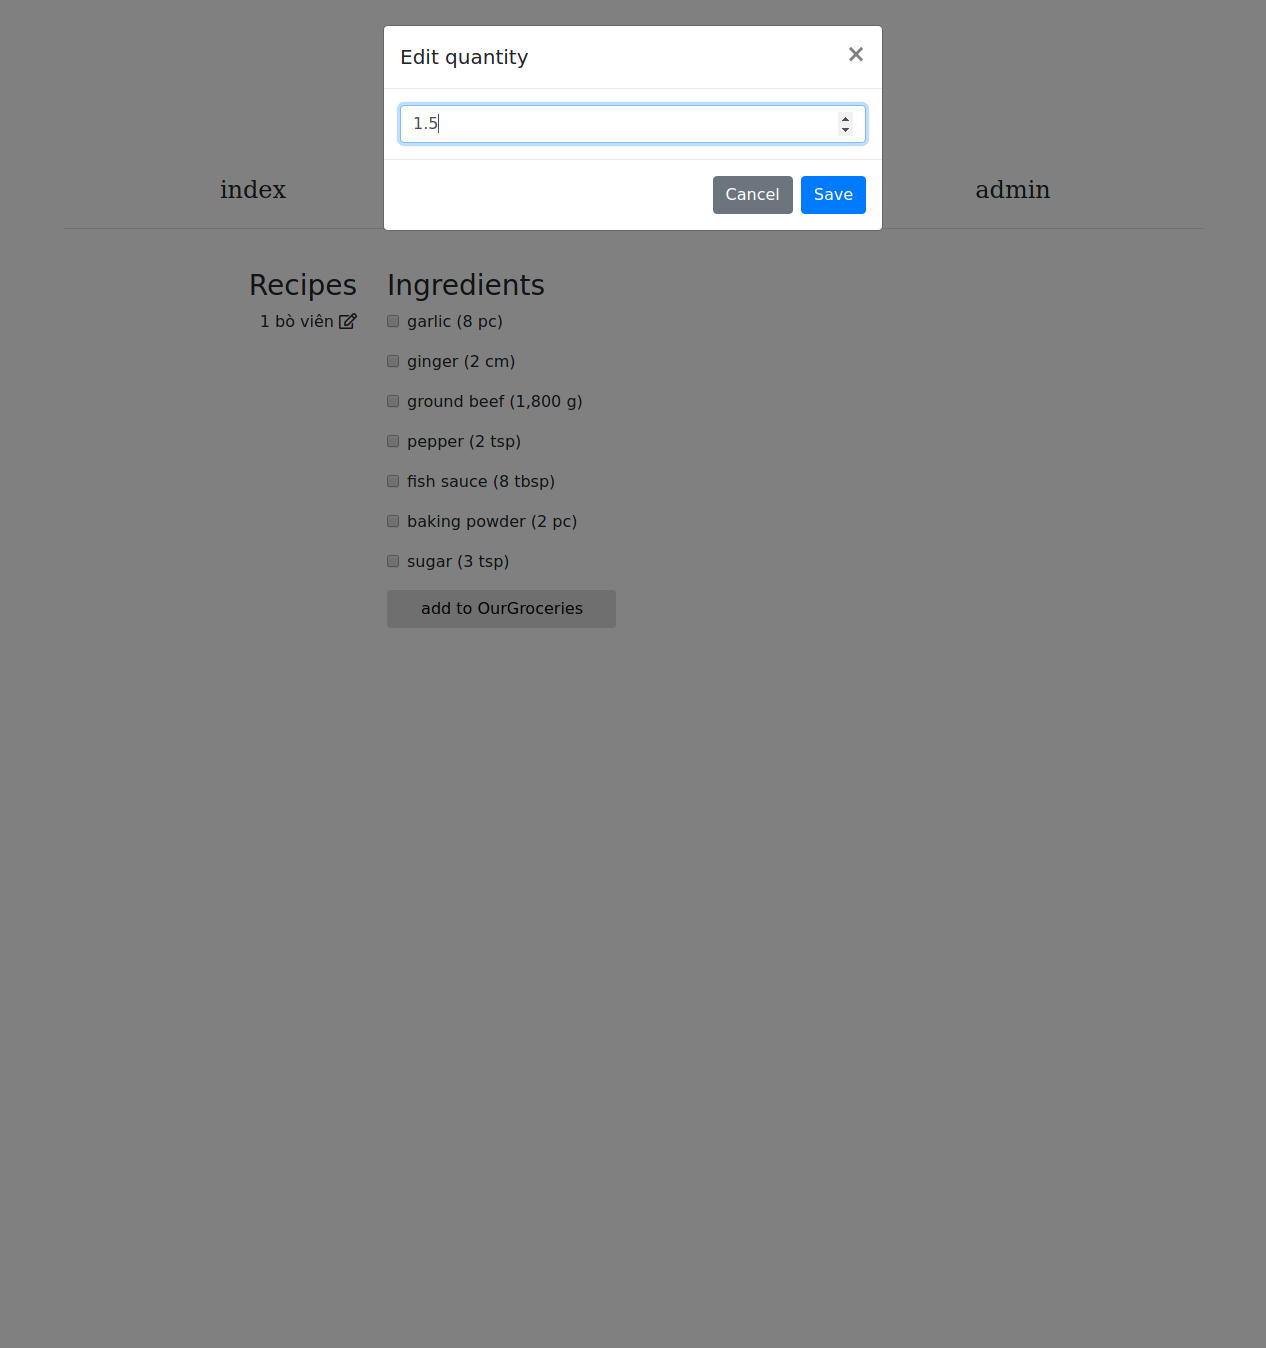 Edit quantity ×
1.5
Cancel Save
index admin
Recipes Ingredients
1 bò viên garlic (8 pc)
ginger (2 cm)
ground beef (1,800 g)
pepper (2 tsp)
fish sauce (8 tbsp)
baking powder (2 pc)
sugar (3 tsp)
add to OurGroceries